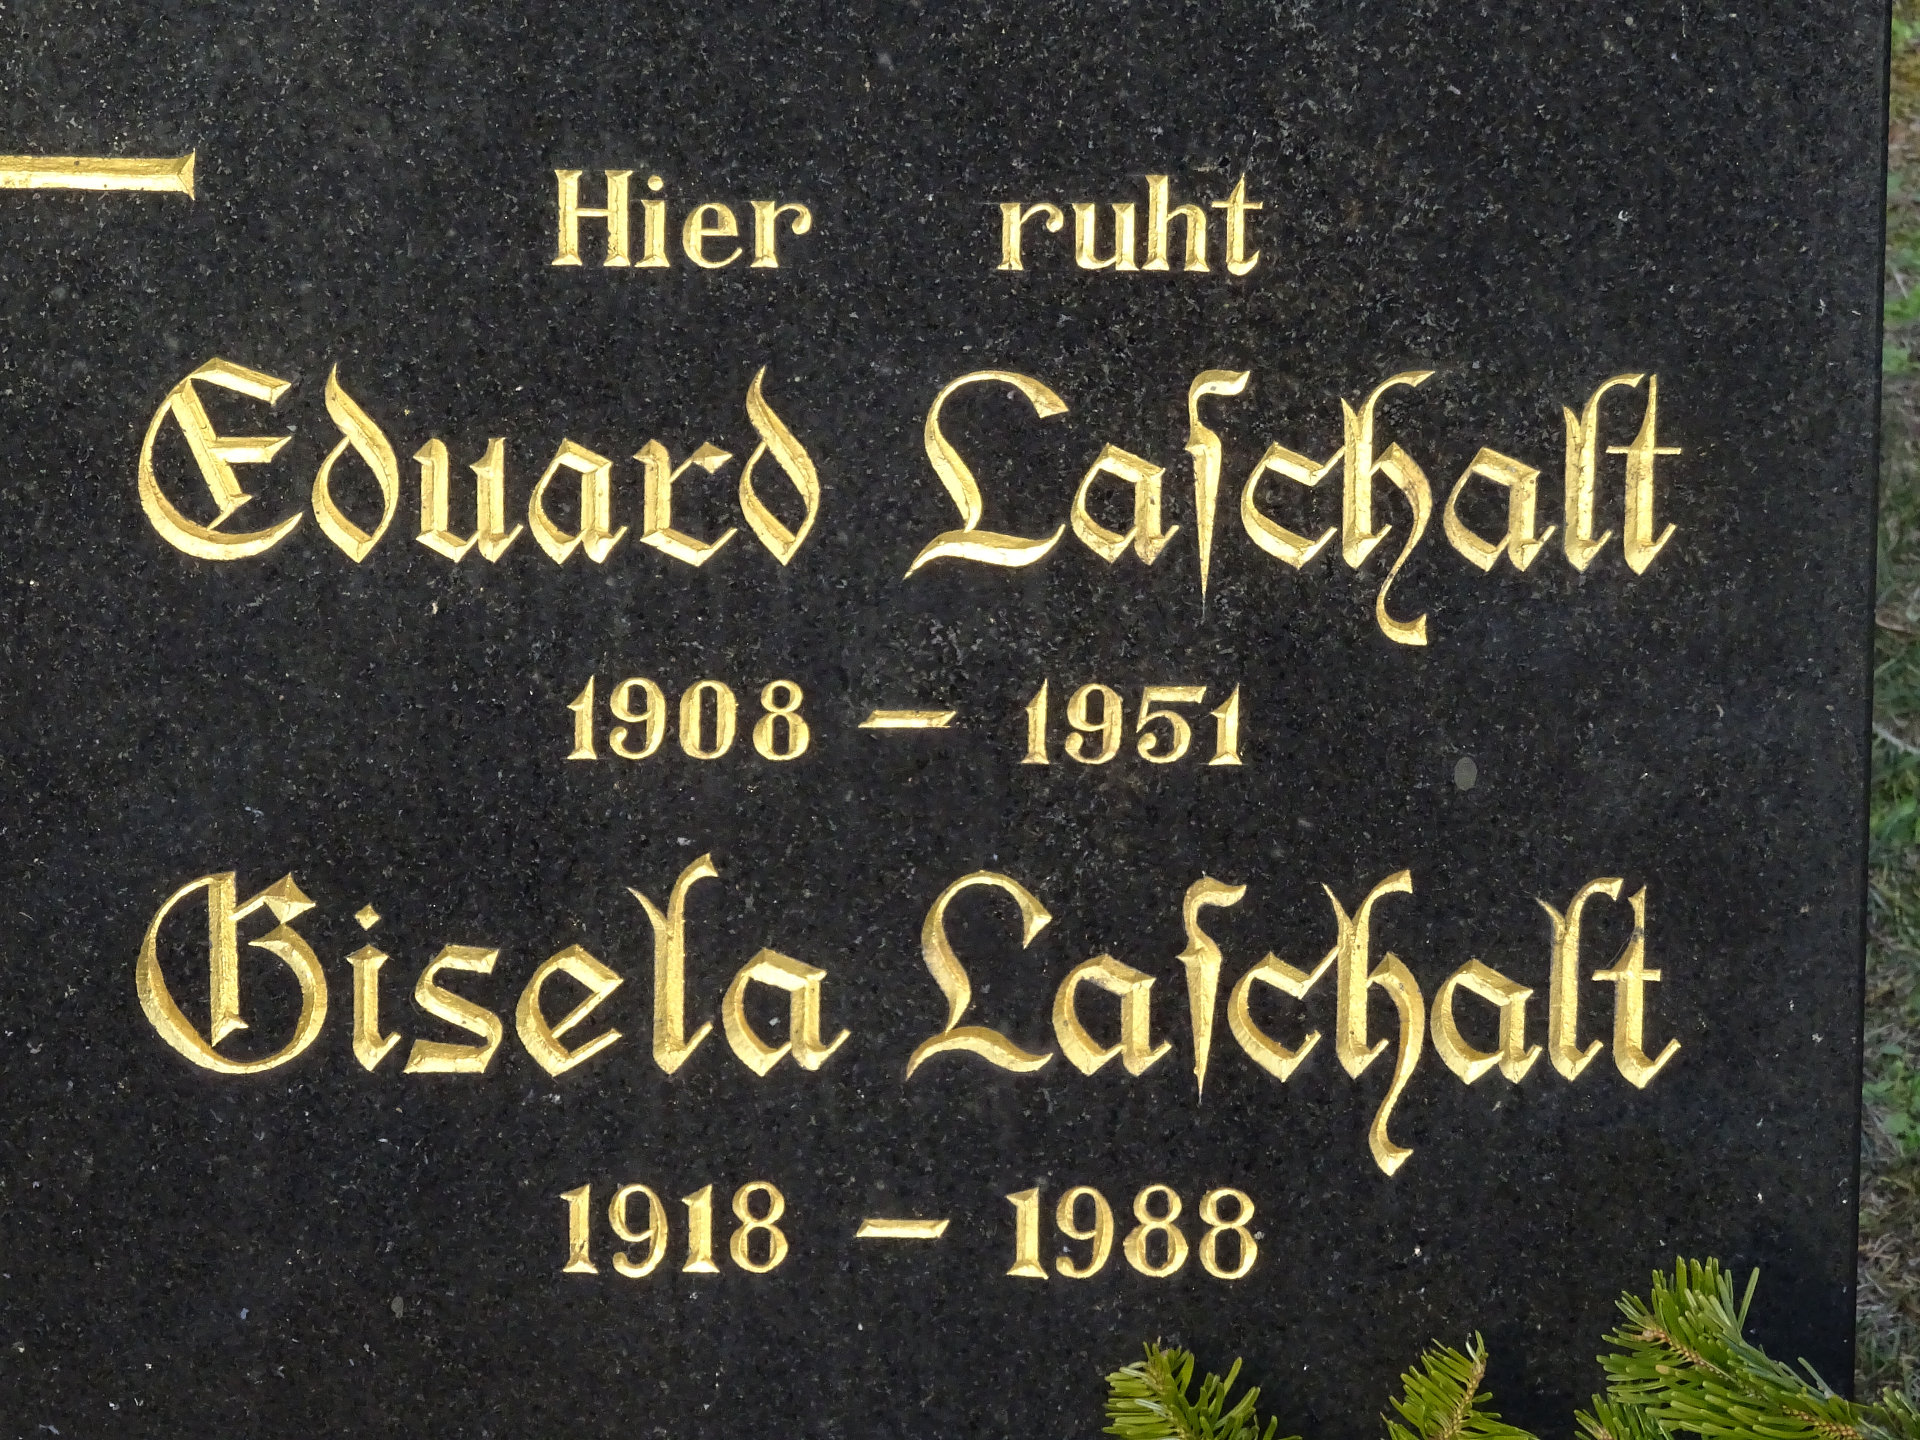 Hier ruht
Eduard Laſchalt
1908 – 1951
Gisela Laſchalt
1918 – 1988